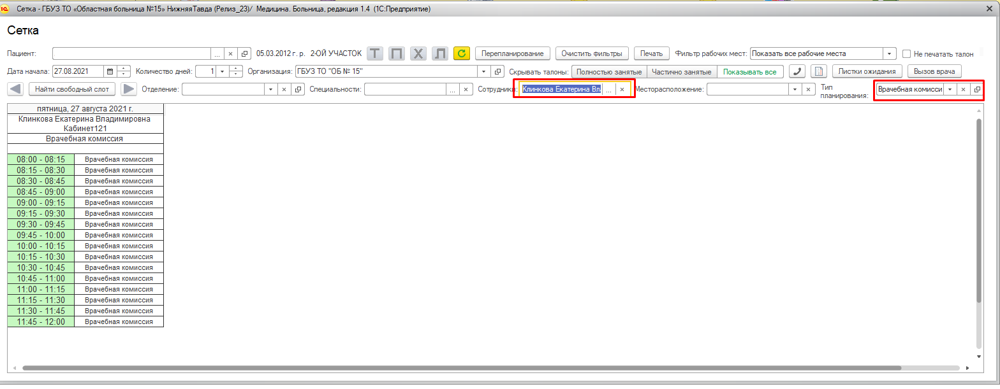 Сетка - ГБУЗ ТО «Областная больница №15» НижняяТавда (Релиз_23)/ Медицина. Больница, редакция 1.4 (1С:Предприятие)
Сетка
Пациент: 05.03.2012 г. р. 2-ОЙ УЧАСТОК Т П Х Л Перепланирование Очистить фильтры Печать Фильтр рабочих мест: Показать все рабочие места Не печатать талон
Дата начала: 27.08.2021 Количество дней: 1 Организация: ГБУЗ ТО "ОБ № 15" Скрывать талоны: Полностью занятые Частично занятые Показывать все Листки ожидания Вызов врача
Найти свободный слот Отделение: Специальности: ... Сотрудники: Клинкова Екатерина Вл ... Месторасположение: Тип планирования: Врачебная комисси
пятница, 27 августа 2021 г.
Клинкова Екатерина Владимировна
Кабинет121
Врачебная комиссия
08:00 - 08:15 Врачебная комиссия
08:15 - 08:30 Врачебная комиссия
08:30 - 08:45 Врачебная комиссия
08:45 - 09:00 Врачебная комиссия
09:00 - 09:15 Врачебная комиссия
09:15 - 09:30 Врачебная комиссия
09:30 - 09:45 Врачебная комиссия
09:45 - 10:00 Врачебная комиссия
10:00 - 10:15 Врачебная комиссия
10:15 - 10:30 Врачебная комиссия
10:30 - 10:45 Врачебная комиссия
10:45 - 11:00 Врачебная комиссия
11:00 - 11:15 Врачебная комиссия
11:15 - 11:30 Врачебная комиссия
11:30 - 11:45 Врачебная комиссия
11:45 - 12:00 Врачебная комиссия